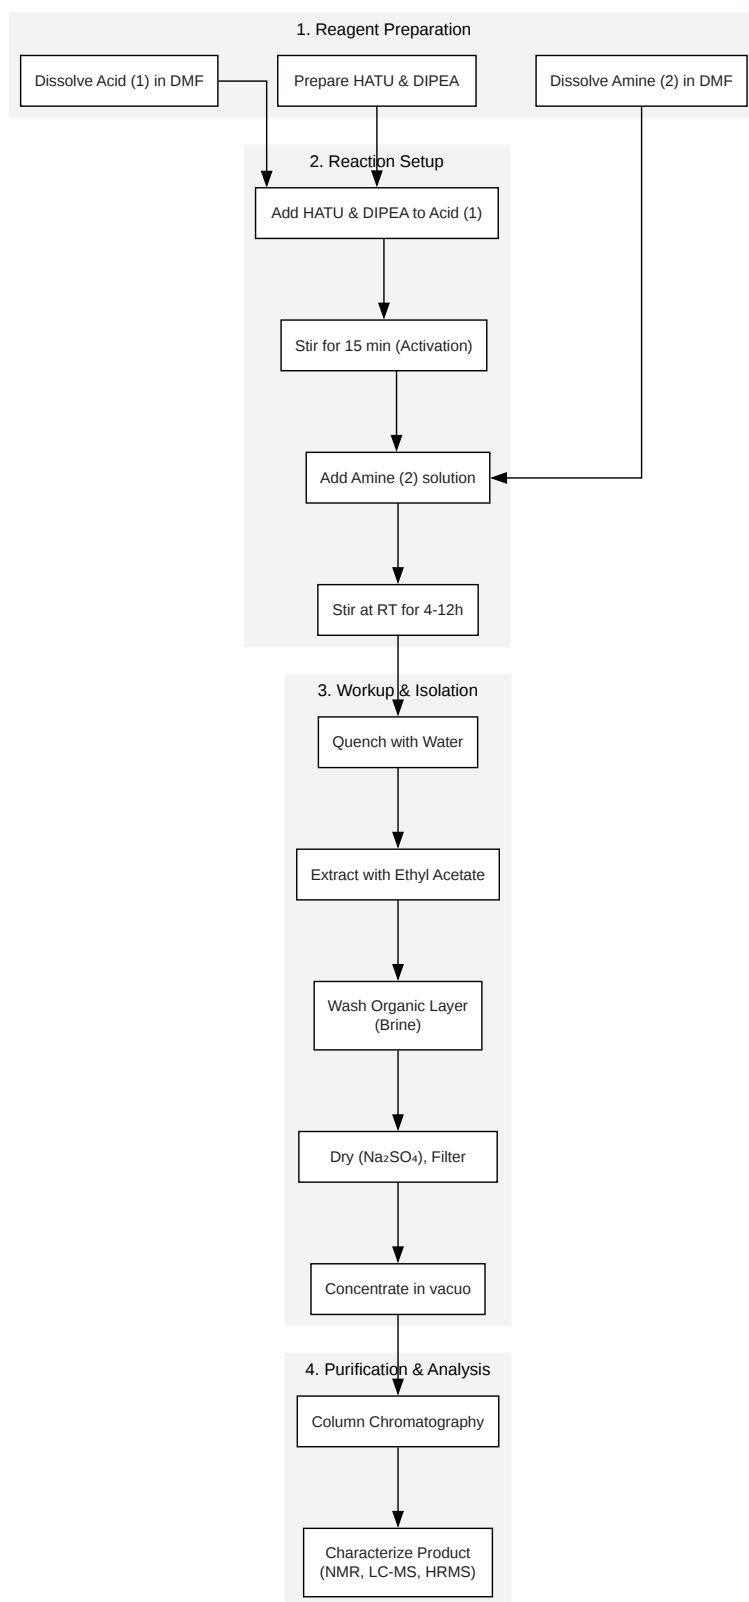 1. Reagent Preparation
Dissolve Acid (1) in DMF
Prepare HATU & DIPEA
Dissolve Amine (2) in DMF
2. Reaction Setup
Add HATU & DIPEA to Acid (1)
Stir for 15 min (Activation)
Add Amine (2) solution
Stir at RT for 4-12h
3. Workup & Isolation
Quench with Water
Extract with Ethyl Acetate
Wash Organic Layer
(Brine)
Dry (Na₂SO₄), Filter
Concentrate in vacuo
4. Purification & Analysis
Column Chromatography
Characterize Product
(NMR, LC-MS, HRMS)